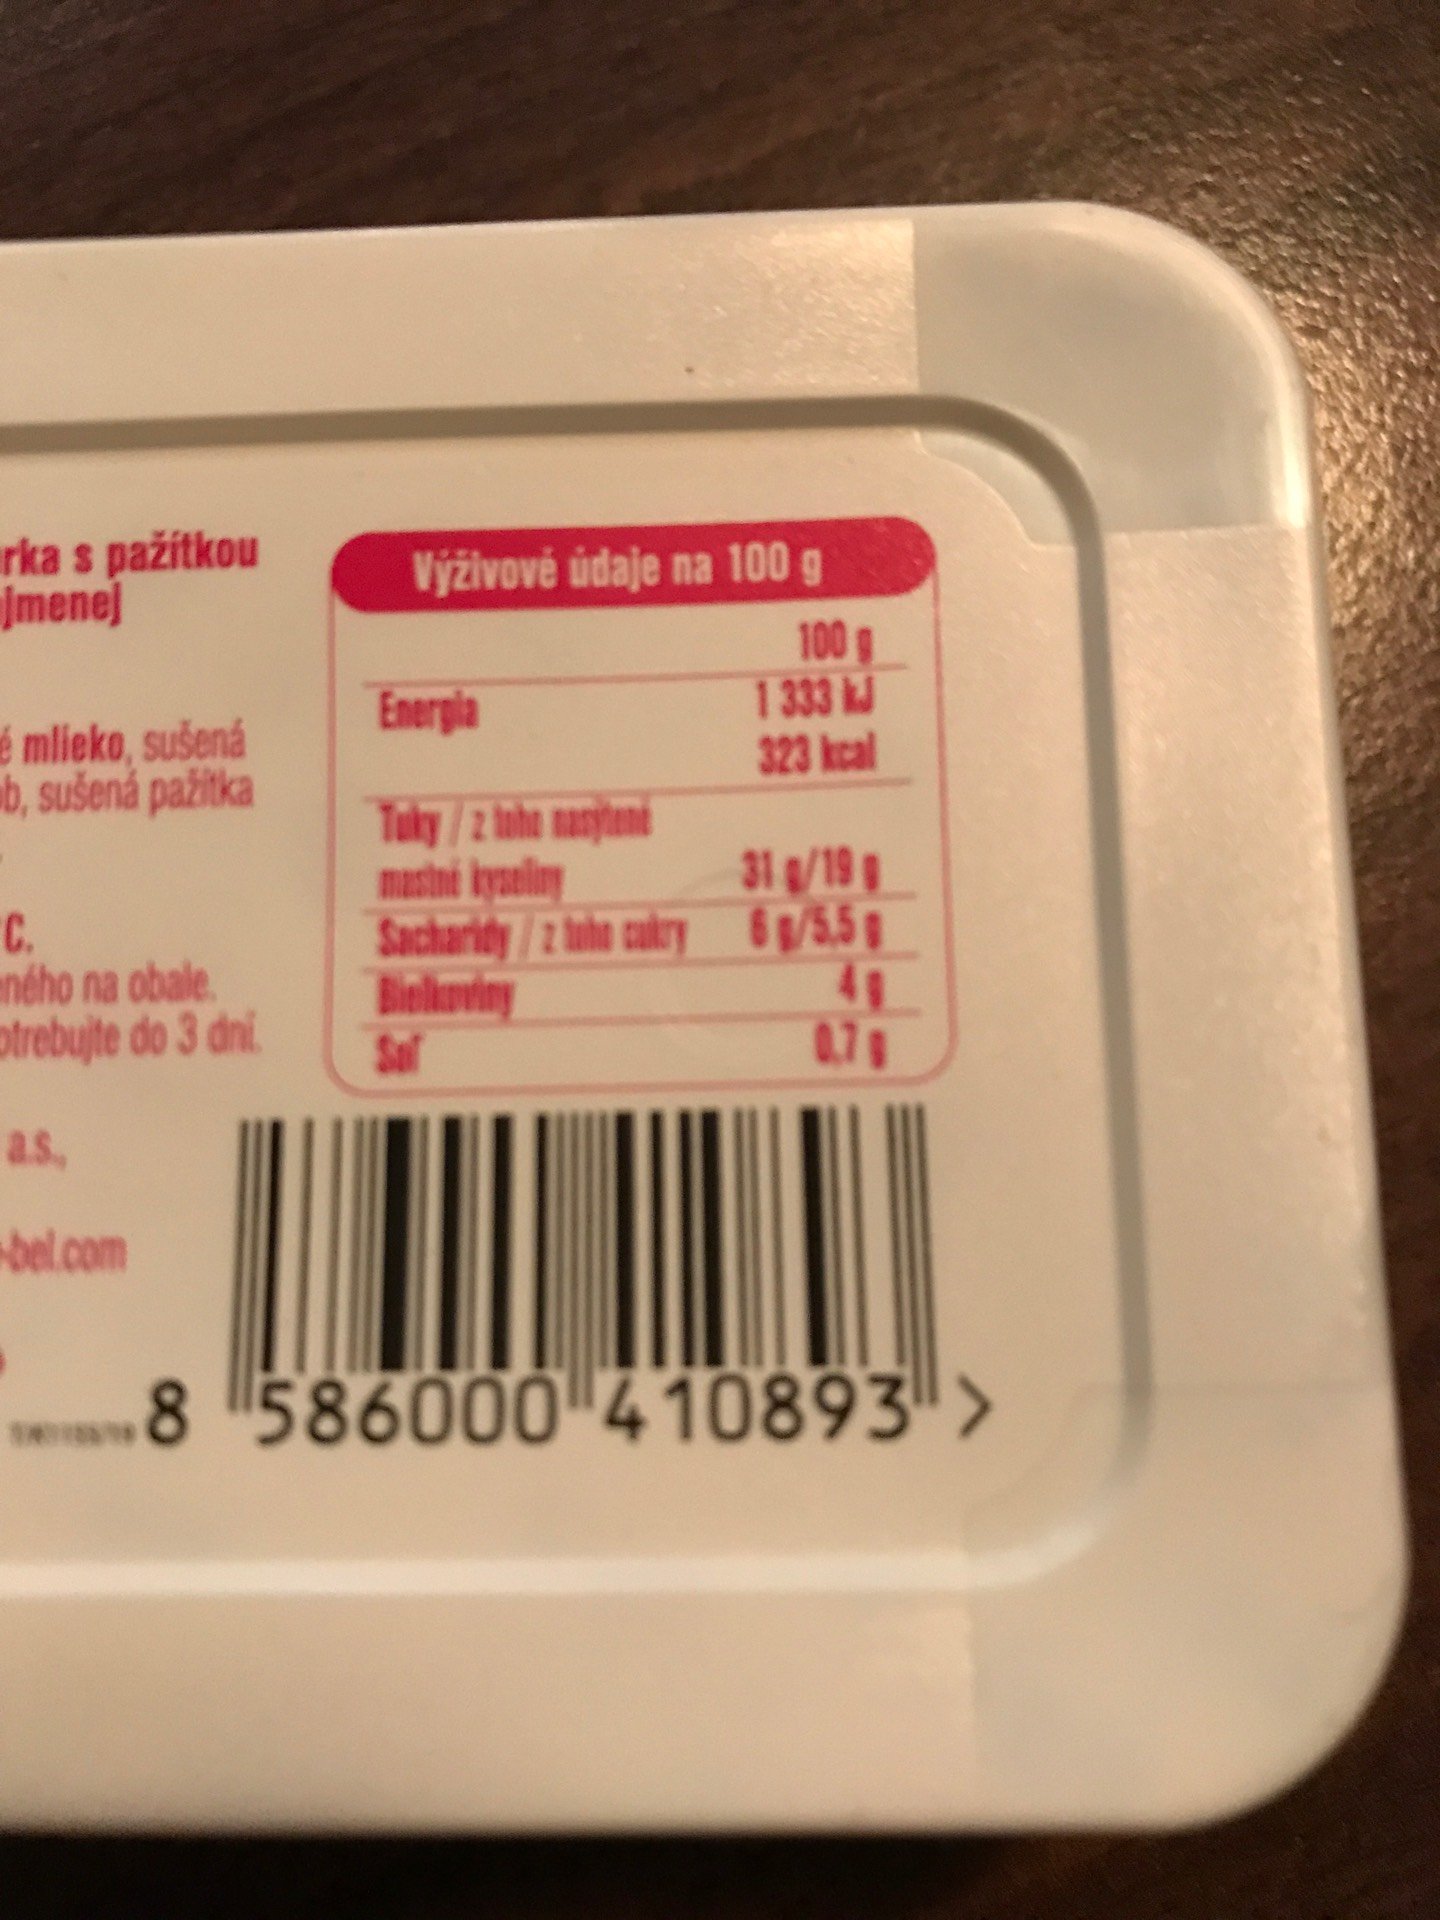 rka s pažítkou
jmenej
é mlieko, sušená
ob, sušená pažítka
C.
ného na obale.
otrebujte do 3 dní.
a.s.,
-bel.com
Výživové údaje na 100 g
100 g
Energia 1 333 kJ
323 kcal
Tuky / z toho nasýtené
mastné kyseliny 31 g/19 g
Sacharidy / z toho cukry 6 g/5,5 g
Bielkoviny 4 g
Soľ 0,7 g
8 586000 410893 >